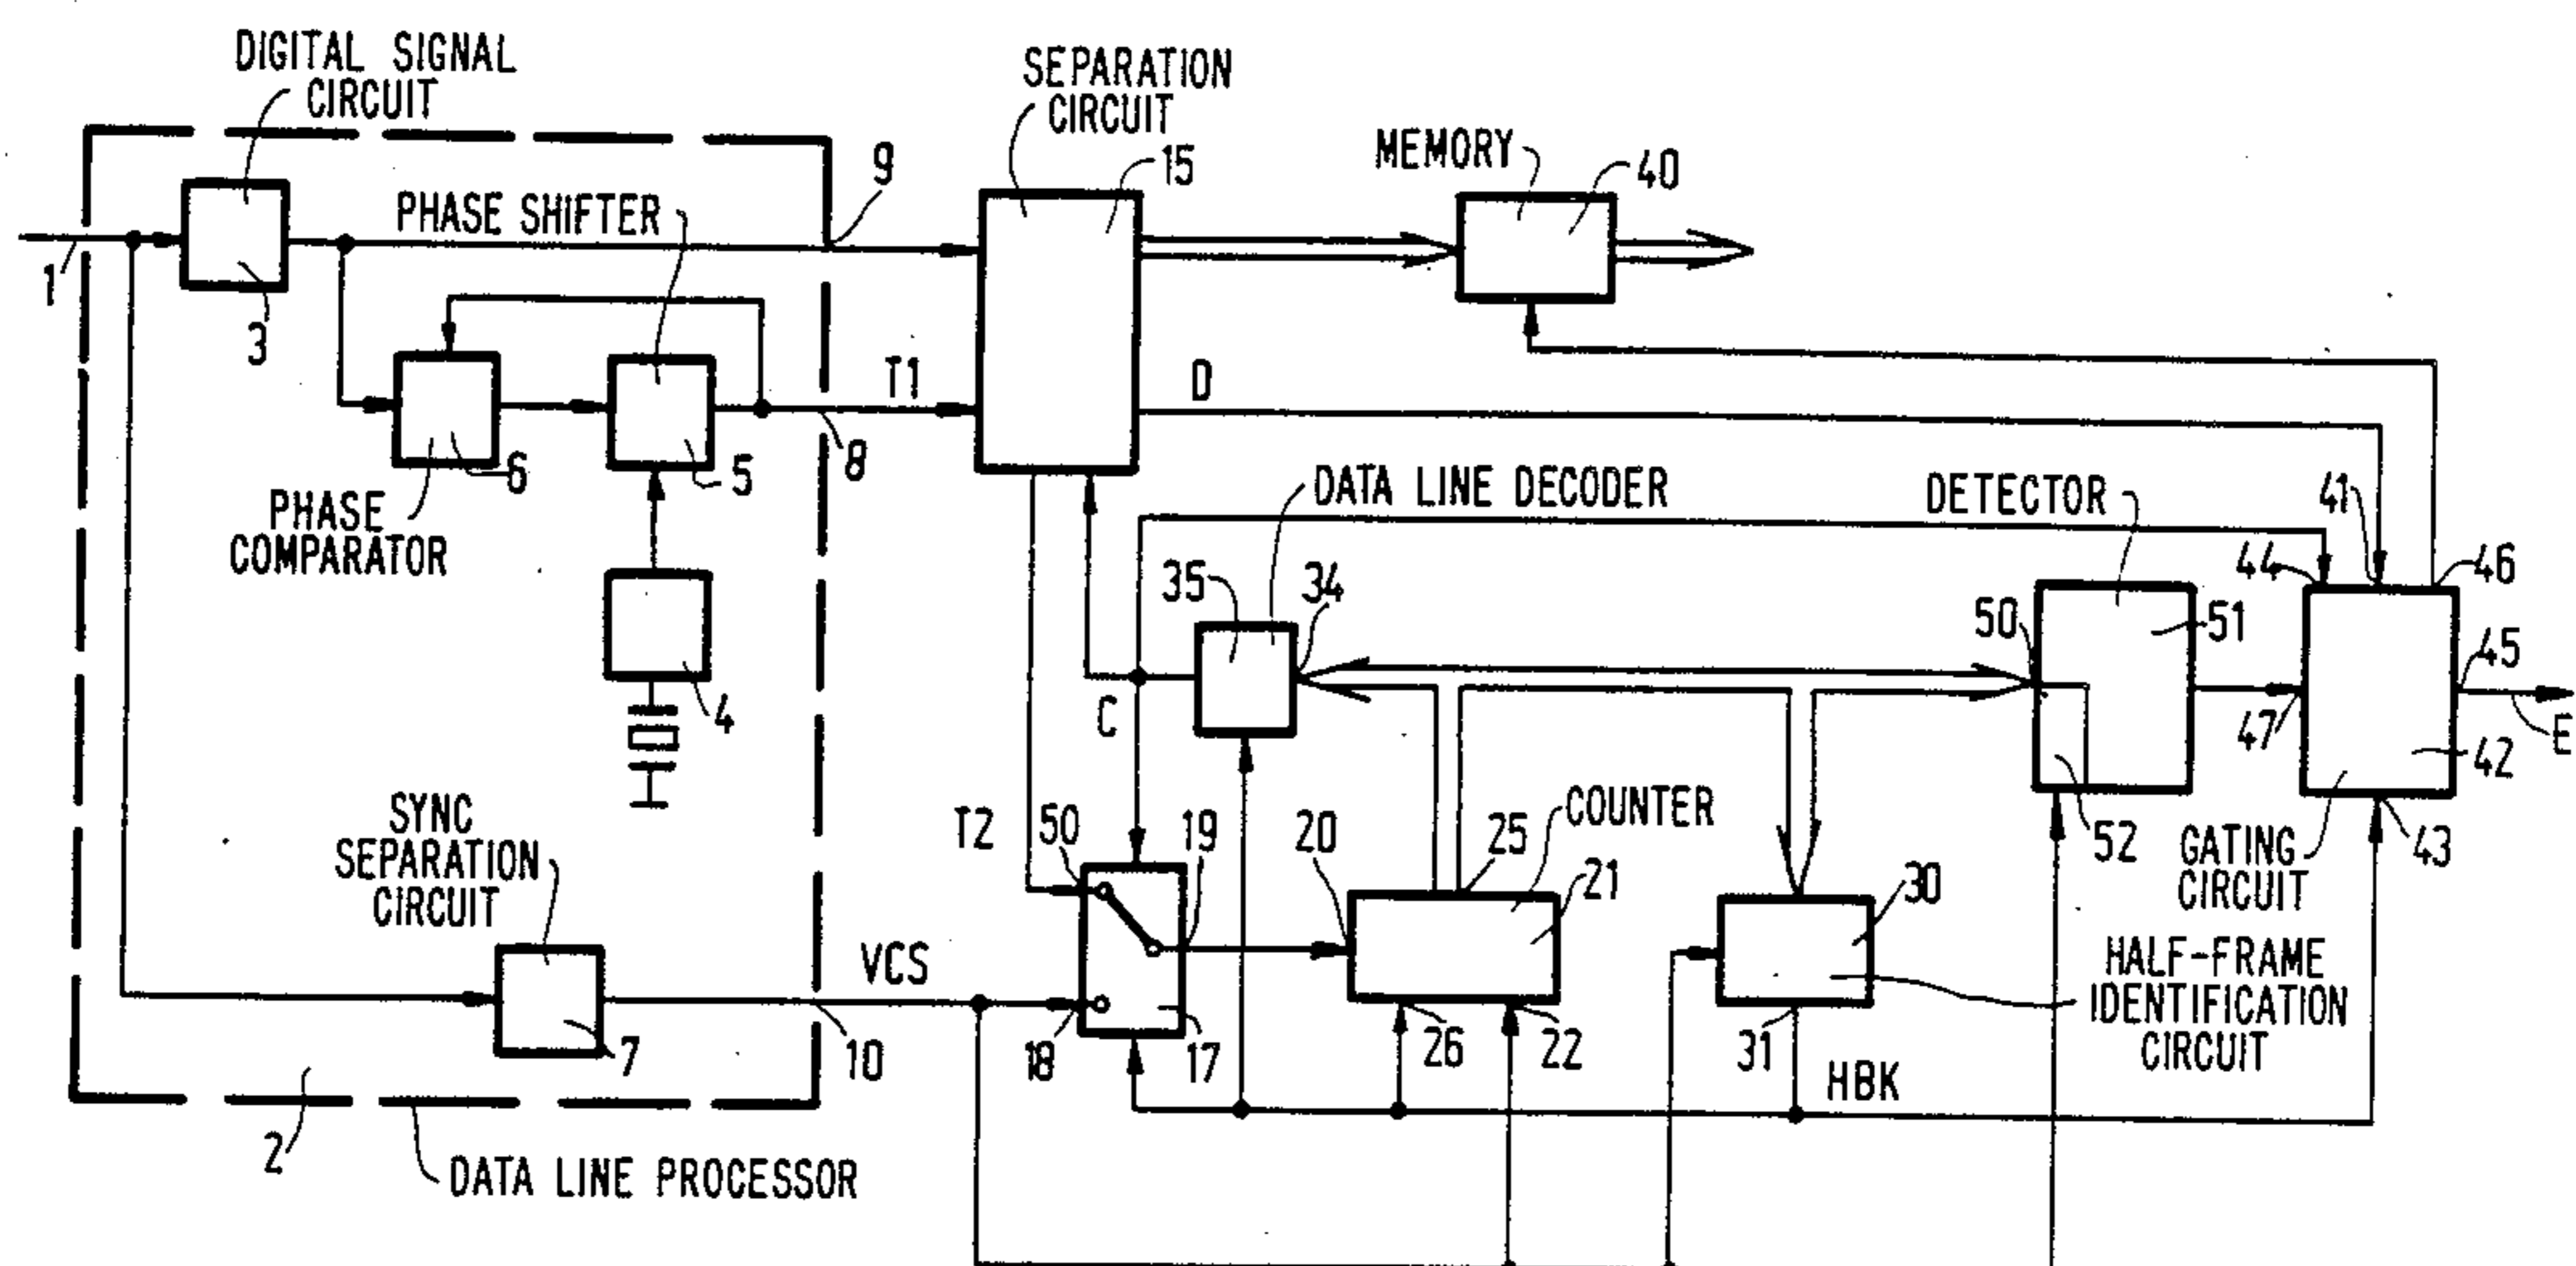 DIGITAL SIGNAL
CIRCUIT
SEPARATION
CIRCUIT
15
MEMORY
40
9
PHASE SHIFTER
1
3
T1
D
6
5
8
PHASE
COMPARATOR
DATA LINE DECODER
DETECTOR
41
44
46
35
34
50
51
45
4
C
47
42
E
SYNC
SEPARATION
CIRCUIT
T2
50
19
20
25
COUNTER
21
30
52
GATING
CIRCUIT
43
VCS
HALF-FRAME
IDENTIFICATION
CIRCUIT
7
10
18
17
26
22
31
HBK
2
DATA LINE PROCESSOR